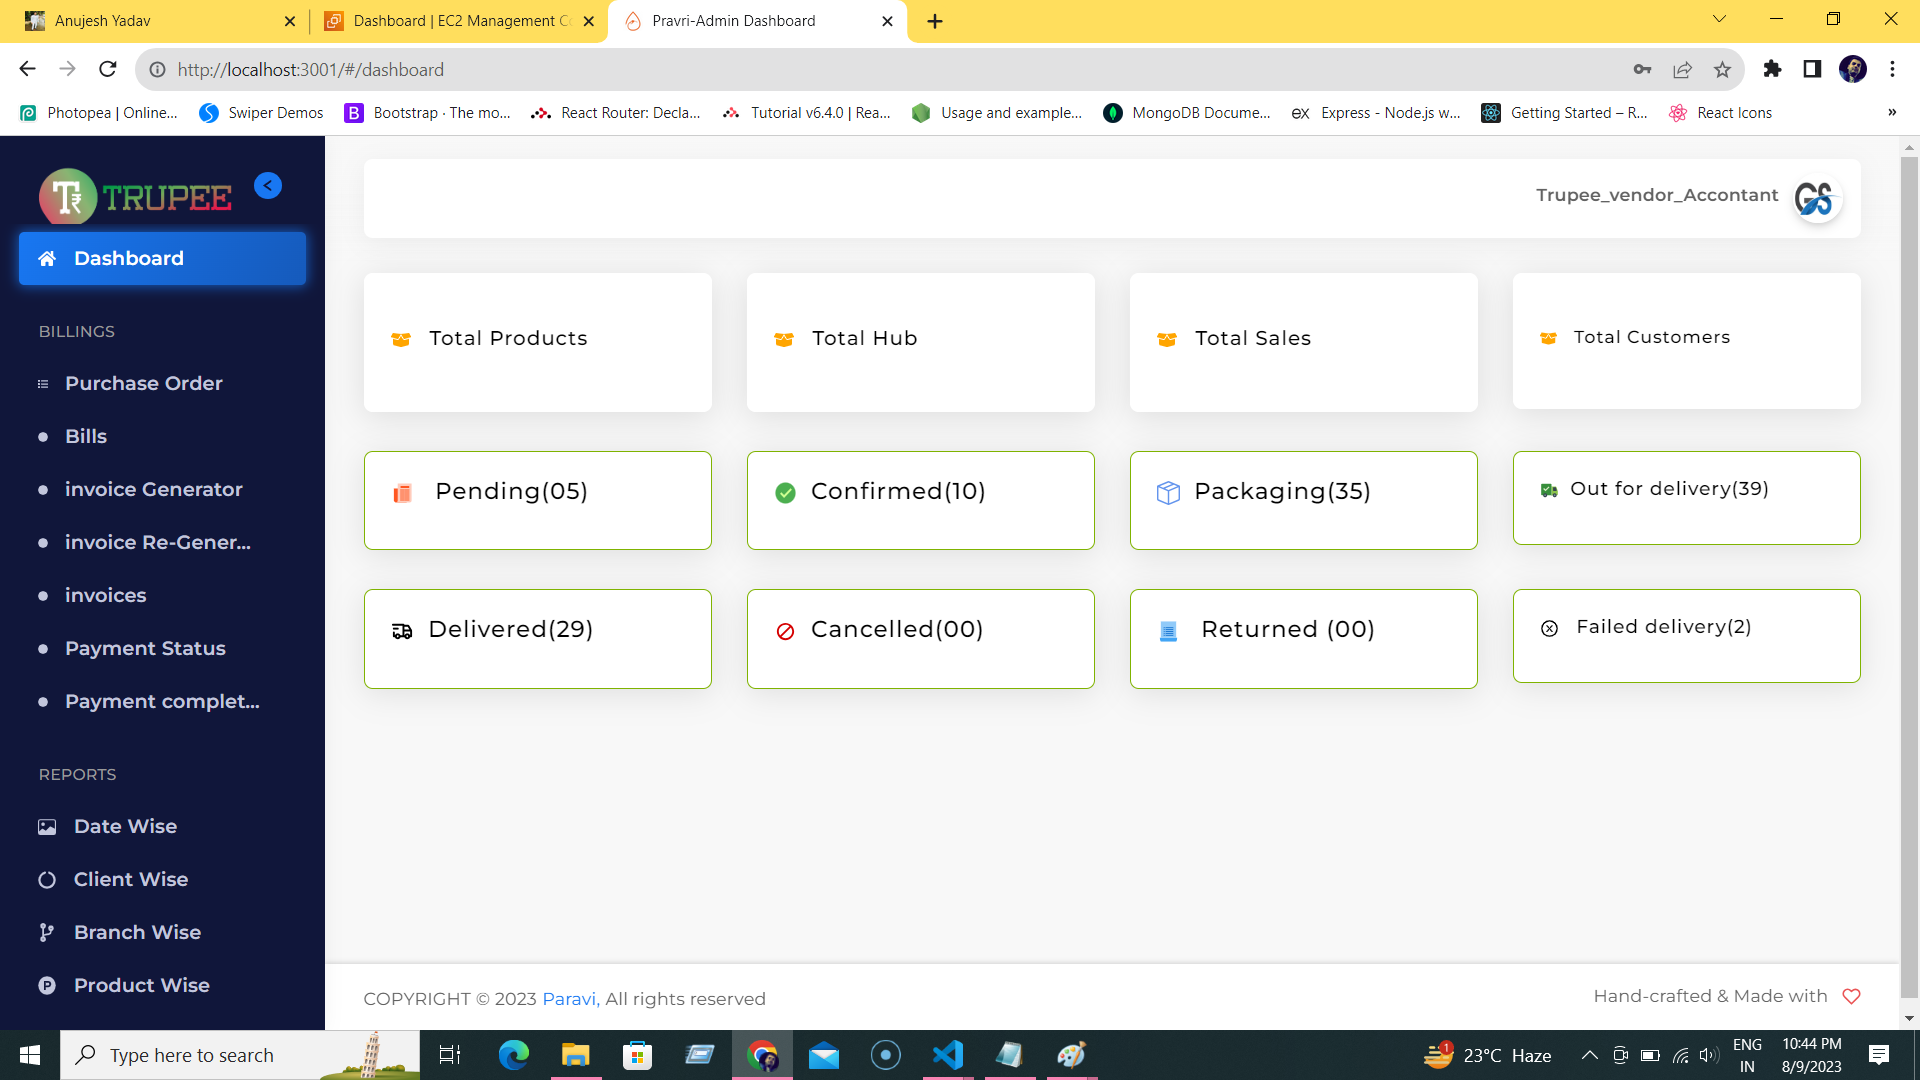 Anujesh Yadav
Dashboard | EC2 Management Co
Pravri-Admin Dashboard
http://localhost:3001/#/dashboard
Photopea | Online...
Swiper Demos
B
Bootstrap · The mo...
React Router: Decla...
Tutorial v6.4.0 | Rea...
Usage and example...
MongoDB Docume...
ex
Express - Node.js w...
Getting Started – R...
React Icons
»
TRUPEE
Trupee_vendor_Accontant
GS
Dashboard
BILLINGS
Purchase Order
Bills
invoice Generator
invoice Re-Gener...
invoices
Payment Status
Payment complet...
REPORTS
Date Wise
Client Wise
Branch Wise
P
Product Wise
Total Products
Total Hub
Total Sales
Total Customers
Pending(05)
Confirmed(10)
Packaging(35)
Out for delivery(39)
Delivered(29)
Cancelled(00)
Returned (00)
Failed delivery(2)
COPYRIGHT © 2023 Paravi, All rights reserved
Hand-crafted & Made with
Type here to search
1
23°C Haze
ENG
IN
10:44 PM
8/9/2023